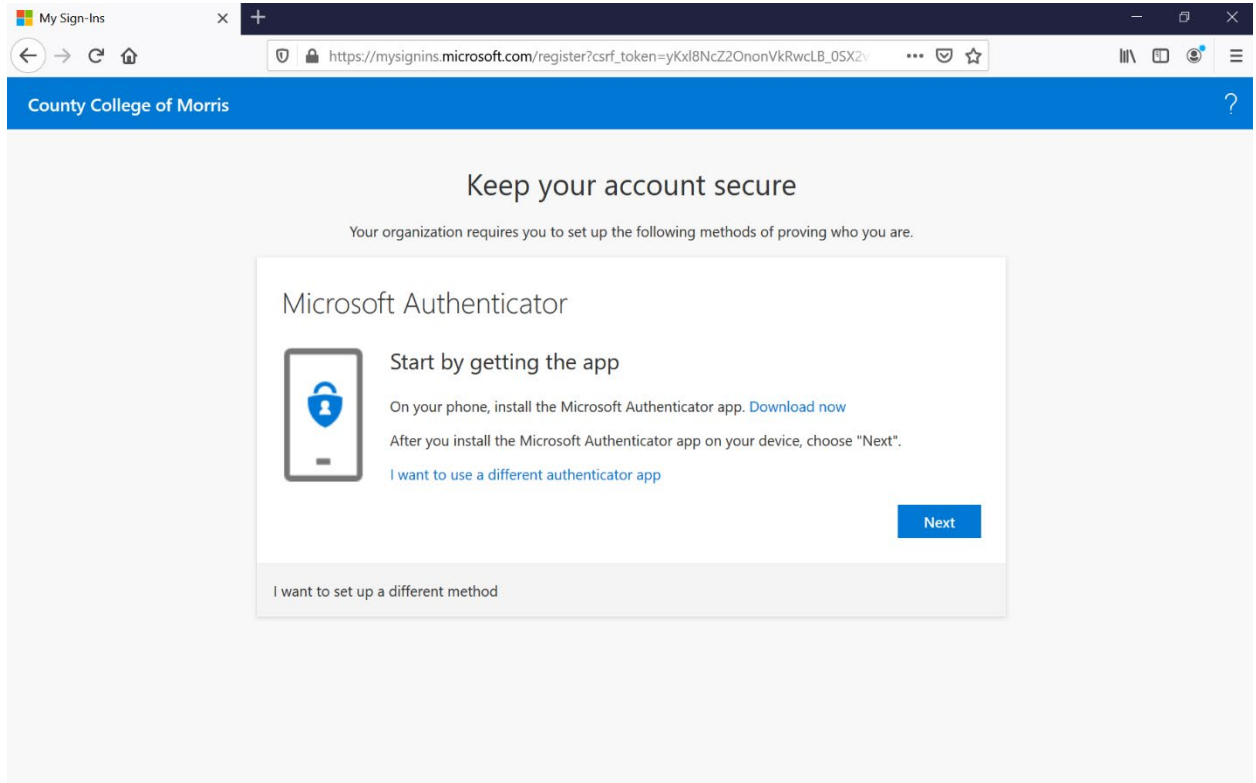 My Sign-Ins
https://mysignins.microsoft.com/register?csrf_token=
County College of Morris
?
Keep your account secure
Your organization requires you to set up the following methods of proving who you are.
Microsoft Authenticator
Start by getting the app
On your phone, install the Microsoft Authenticator app. Download now
After you install the Microsoft Authenticator app on your device, choose "Next".
I want to use a different authenticator app
Next
I want to set up a different method